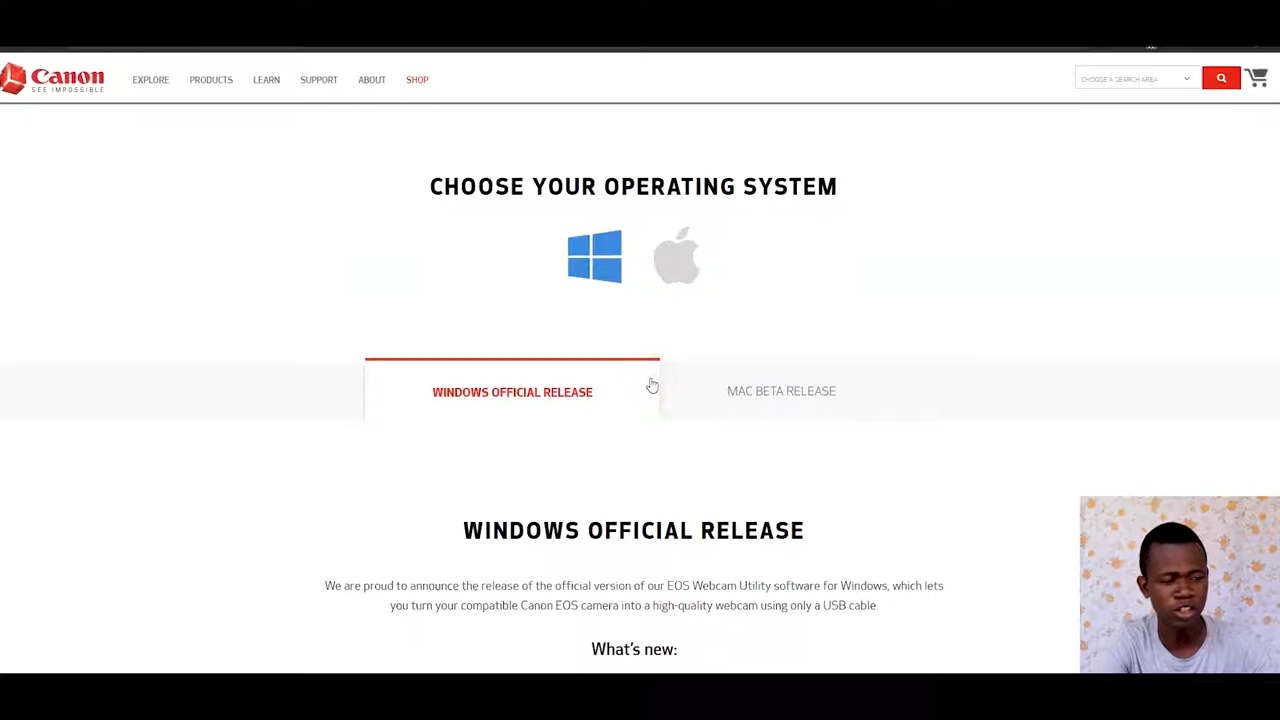 Canon
SEE IMPOSSIBLE
EXPLORE PRODUCTS LEARN SUPPORT ABOUT SHOP
CHOOSE A SEARCH AREA
CHOOSE YOUR OPERATING SYSTEM
WINDOWS OFFICIAL RELEASE
MAC BETA RELEASE
WINDOWS OFFICIAL RELEASE
We are proud to announce the release of the official version of our EOS Webcam Utility software for Windows, which lets
you turn your compatible Canon EOS camera into a high-quality webcam using only a USB cable.
What's new: